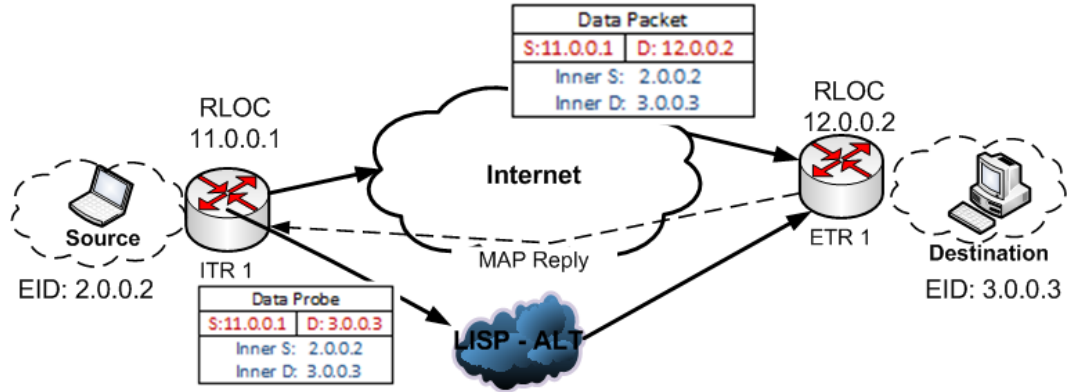 Data Packet
S:11.0.0.1 D: 12.0.0.2
Inner S: 2.0.0.2
Inner D: 3.0.0.3
RLOC
11.0.0.1
RLOC
12.0.0.2
Internet
Source
Destination
ITR 1
ETR 1
MAP Reply
EID: 2.0.0.2
EID: 3.0.0.3
Data Probe
S:11.0.0.1 D: 3.0.0.3
Inner S: 2.0.0.2
Inner D: 3.0.0.3
LISP - ALT